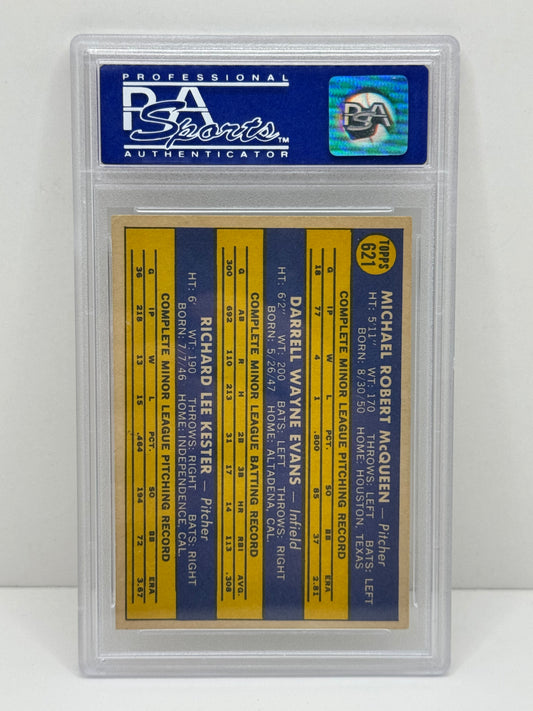 PROFESSIONAL
PSA
Sports™
AUTHENTICATOR
PSA
TOPPS
621
MICHAEL ROBERT McQUEEN — Pitcher
HT: 5'11" WT: 170 THROWS: LEFT BATS: LEFT
BORN: 8/30/50 HOME: HOUSTON, TEXAS
COMPLETE MINOR LEAGUE PITCHING RECORD
G IP W L PCT. SO BB ERA
18 77 4 1 .800 65 37 2.81
DARRELL WAYNE EVANS — Infield
HT: 6'2" WT: 200 BATS: LEFT THROWS: RIGHT
BORN: 5/26/47 HOME: ALTADENA, CAL.
COMPLETE MINOR LEAGUE BATTING RECORD
G AB R H 2B 3B HR RBI AVG.
300 692 110 213 31 17 14 113 .308
RICHARD LEE KESTER — Pitcher
HT: 6' WT: 190 THROWS: RIGHT BATS: RIGHT
BORN: 7/7/46 HOME: INDEPENDENCE, CAL.
COMPLETE MINOR LEAGUE PITCHING RECORD
G IP W L PCT. SO BB ERA
36 218 13 15 .464 194 72 3.67